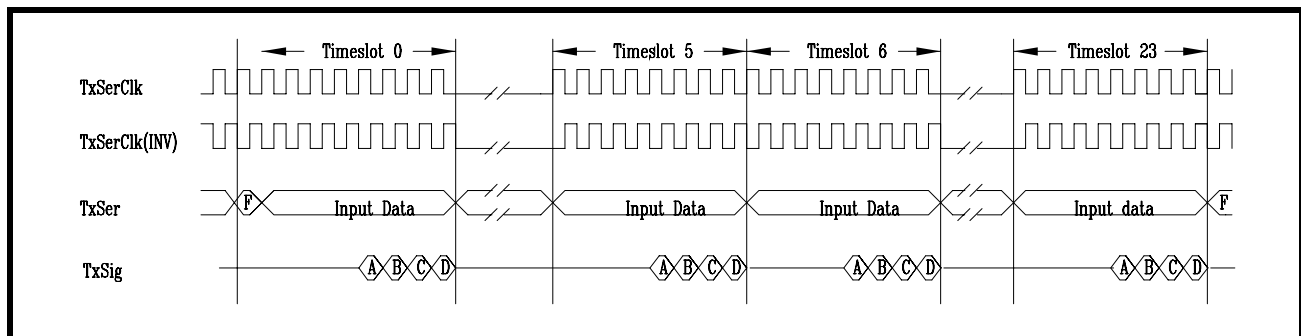 Timeslot 0 Timeslot 5 Timeslot 6 Timeslot 23
TxSerClk
TxSerClk(INV)
TxSer F Input Data Input Data Input Data Input data F
TxSig A B C D A B C D A B C D A B C D